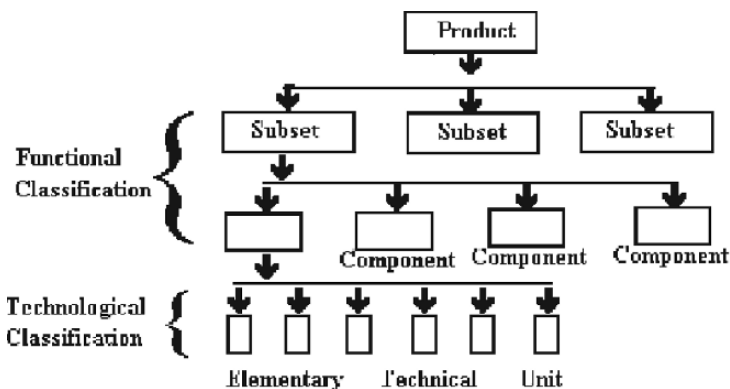 Product
Subset Subset Subset
Functional
Classification
Component Component Component
Technological
Classification
Elementary Technical Unit